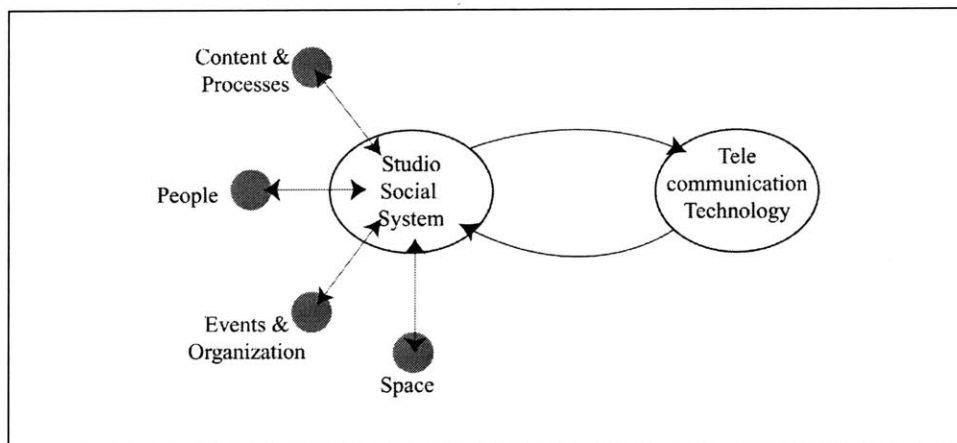 Content &
Processes
People
Events &
Organization
Space
Studio
Social
System
Tele
communication
Technology